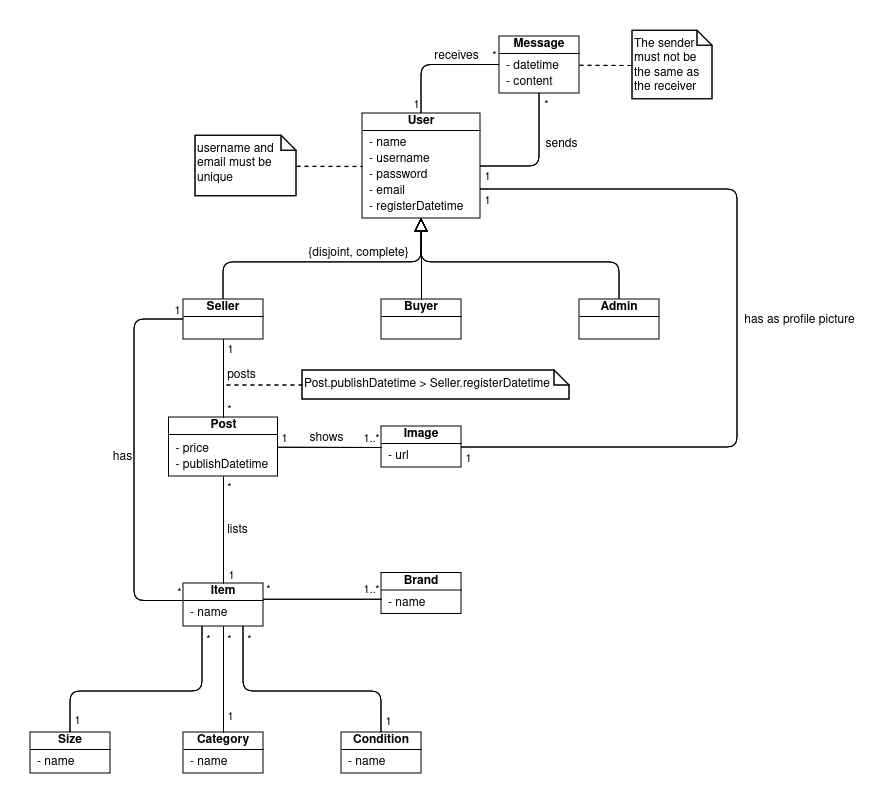 Message
- datetime
- content
The sender
must not be
the same as
the receiver
receives
*
1
*
sends
1
1
User
- name
- username
- password
- email
- registerDatetime
username and
email must be
unique
{disjoint, complete}
Seller
Buyer
Admin
1
1
has as profile picture
posts
Post.publishDatetime > Seller.registerDatetime
*
Post
- price
- publishDatetime
1
shows
1..*
Image
- url
1
has
*
lists
1
*
Item
- name
*
1..*
Brand
- name
*
*
*
1
1
1
Size
- name
Category
- name
Condition
- name